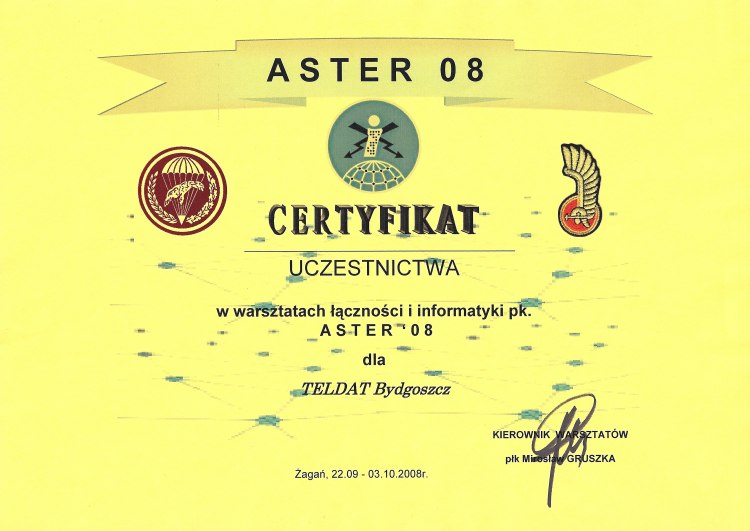 ASTER 08
CERTYFIKAT
UCZESTNICTWA
w warsztatach łączności i informatyki pk.
ASTER ‘08
dla
TELDAT Bydgoszcz
KIEROWNIK WARSZTATÓW
płk Mirosław GRUSZKA
Żagań, 22.09 - 03.10.2008r.